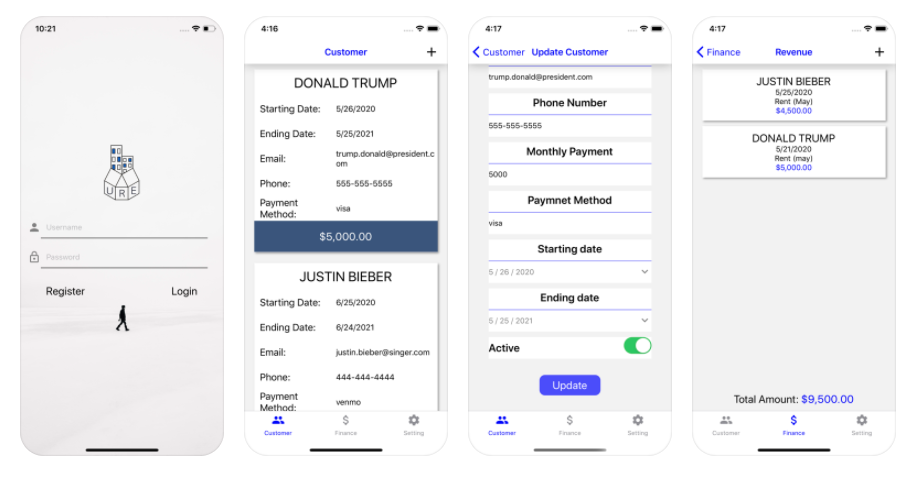 10:21
URE
Username
Password
Register Login
4:16
Customer +
DONALD TRUMP
Starting Date: 5/26/2020
Ending Date: 5/25/2021
Email: trump.donald@president.c
om
Phone: 555-555-5555
Payment
Method: visa
$5,000.00
JUSTIN BIEBER
Starting Date: 6/25/2020
Ending Date: 6/24/2021
Email: justin.bieber@singer.com
Phone: 444-444-4444
Payment
Method: venmo
Customer Finance Setting
4:17
Customer Update Customer
trump.donald@president.com
Phone Number
555-555-5555
Monthly Payment
5000
Paymnet Method
visa
Starting date
5 / 26 / 2020
Ending date
5 / 25 / 2021
Active
Update
Customer Finance Setting
4:17
Finance Revenue +
JUSTIN BIEBER
5/25/2020
Rent (May)
$4,500.00
DONALD TRUMP
5/21/2020
Rent (may)
$5,000.00
Total Amount: $9,500.00
Customer Finance Setting